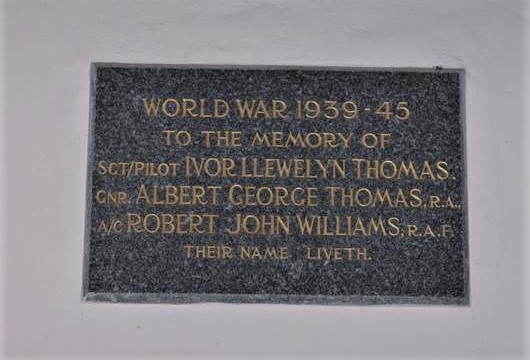 WORLD WAR 1939-45
TO THE MEMORY OF
SGT/PILOT IVOR LLEWELYN THOMAS.
GNR. ALBERT GEORGE THOMAS, R.A.,
A/C ROBERT JOHN WILLIAMS, R.A.F.
THEIR NAME LIVETH.